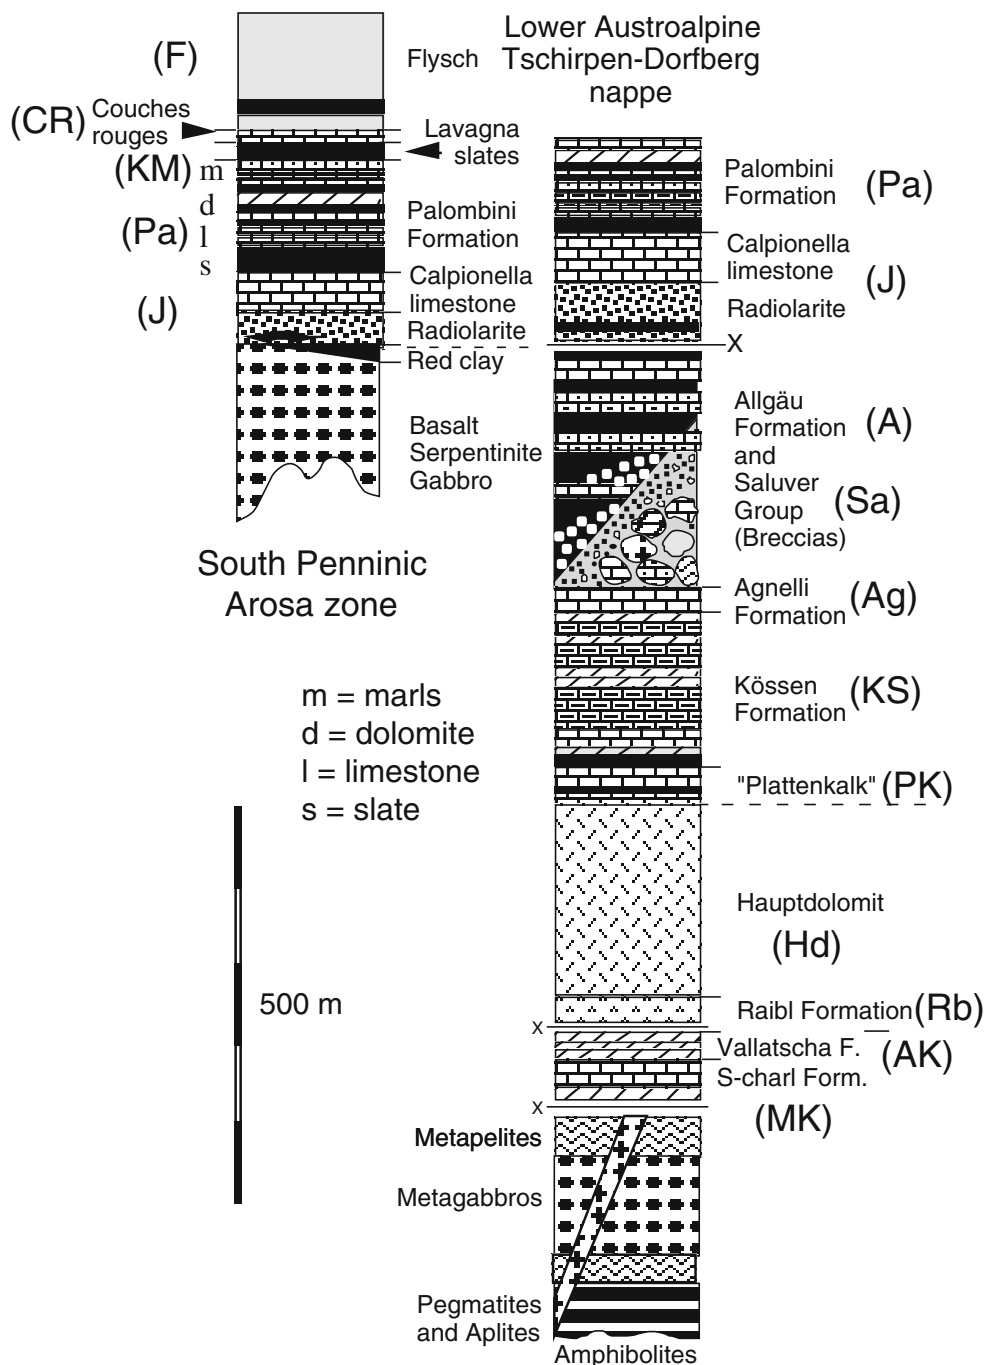 (F)
Flysch
(CR)
Couches
rouges
Lavagna
slates
(KM)
m
d
l
s
(Pa)
Palombini
Formation
Calpionella
limestone
(J)
Radiolarite
Red clay
Basalt
Serpentinite
Gabbro
South Penninic
Arosa zone
m = marls
d = dolomite
l = limestone
s = slate
500 m
Lower Austroalpine
Tschirpen-Dorfberg
nappe
Palombini
Formation
(Pa)
Calpionella
limestone
(J)
Radiolarite
X
Allgäu
Formation
(A)
and
Saluver
Group
(Sa)
(Breccias)
Agnelli
Formation
(Ag)
Kössen
Formation
(KS)
"Plattenkalk" (PK)
Hauptdolomit
(Hd)
Raibl Formation (Rb)
x
Vallatscha F.
(AK)
S-charl Form.
x
(MK)
Metapelites
Metagabbros
Pegmatites
and Aplites
Amphibolites